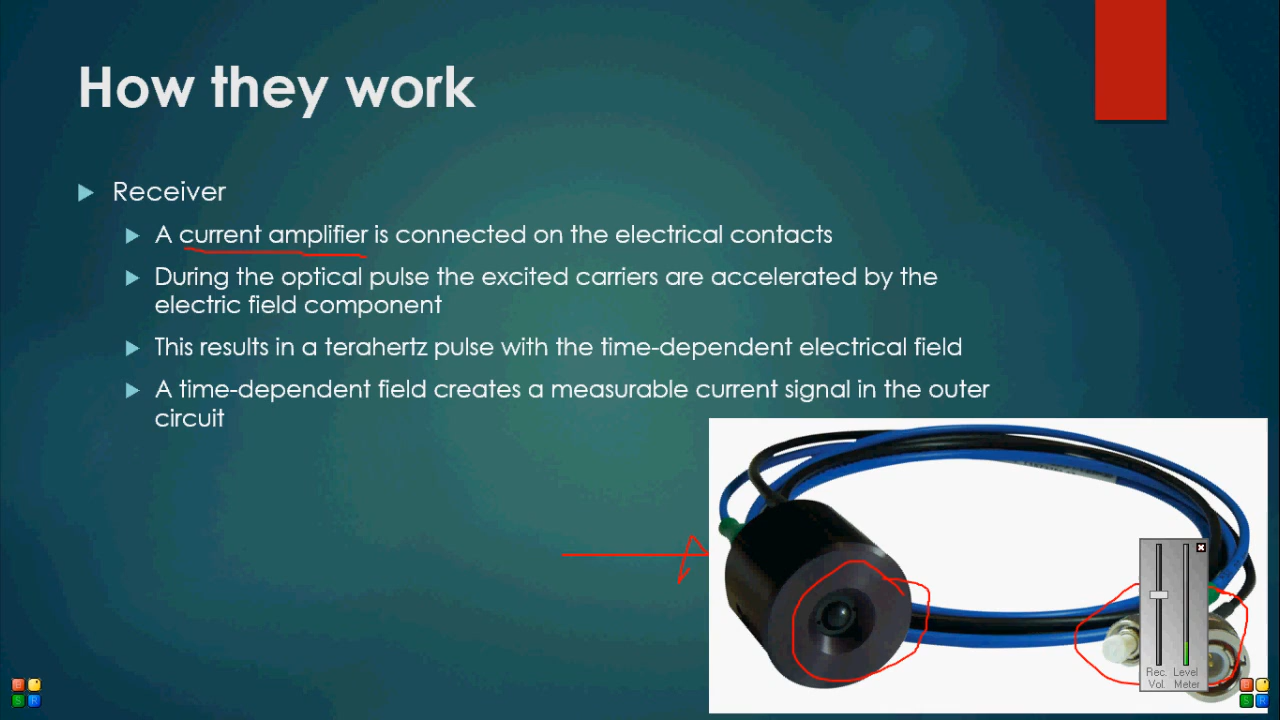 How they work
Receiver
A current amplifier is connected on the electrical contacts
During the optical pulse the excited carriers are accelerated by the
electric field component
This results in a terahertz pulse with the time-dependent electrical field
A time-dependent field creates a measurable current signal in the outer
circuit
Rec. Level
Vol. Meter
B
S R
B
S R